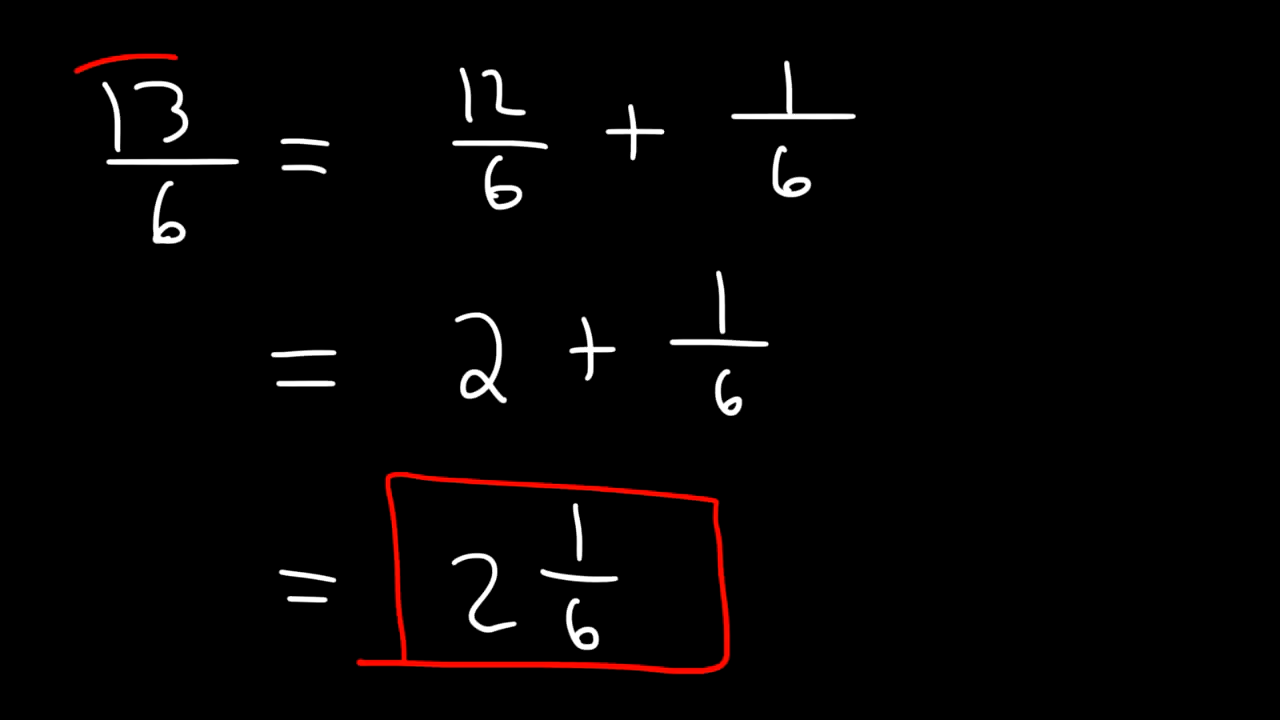 13/6 = 12/6 + 1/6
= 2 + 1/6
= 2 1/6